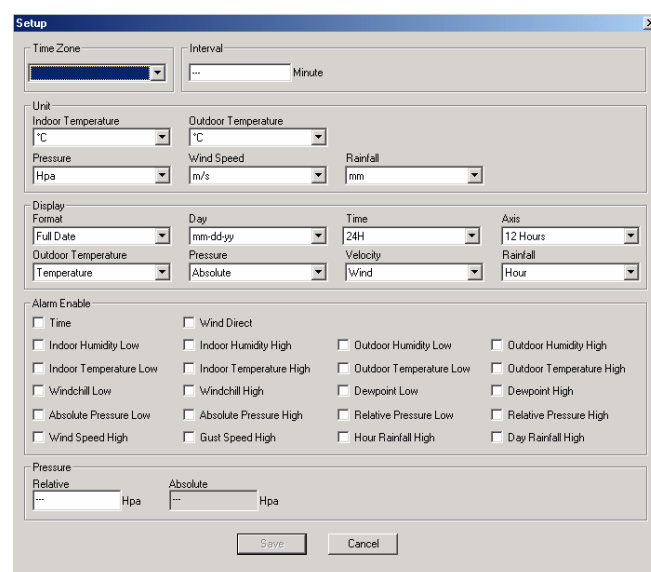 Setup
Time Zone Interval
--- Minute
Unit
Indoor Temperature Outdoor Temperature
°C °C
Pressure Wind Speed Rainfall
Hpa m/s mm
Display
Format Day Time Axis
Full Date mm-dd-yy 24H 12 Hours
Outdoor Temperature Pressure Velocity Rainfall
Temperature Absolute Wind Hour
Alarm Enable
Time Wind Direct
Indoor Humidity Low Indoor Humidity High Outdoor Humidity Low Outdoor Humidity High
Indoor Temperature Low Indoor Temperature High Outdoor Temperature Low Outdoor Temperature High
Windchill Low Windchill High Dewpoint Low Dewpoint High
Absolute Pressure Low Absolute Pressure High Relative Pressure Low Relative Pressure High
Wind Speed High Gust Speed High Hour Rainfall High Day Rainfall High
Pressure
Relative Absolute
--- Hpa --- Hpa
Save Cancel